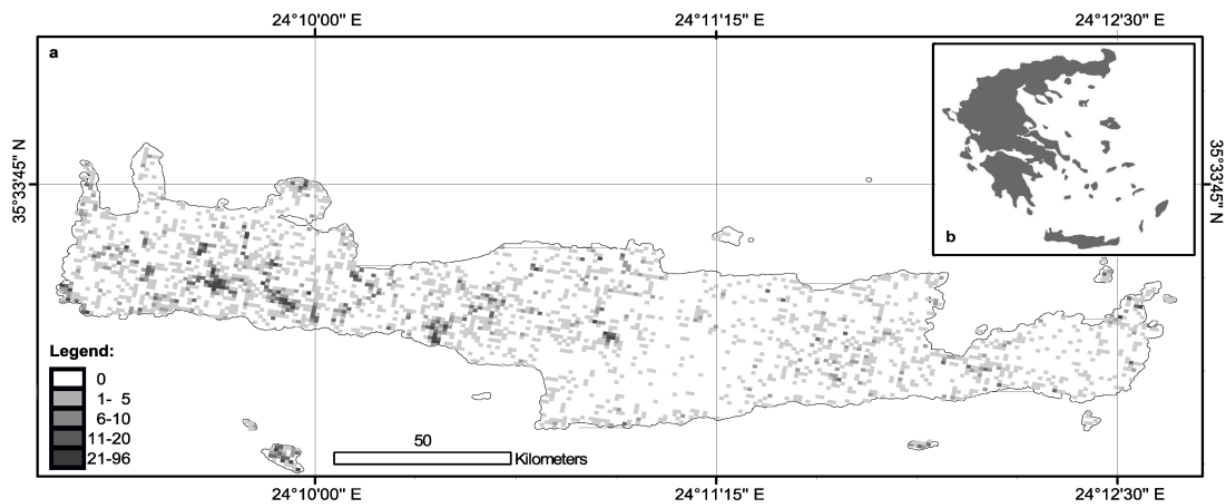 24°10'00" E 24°11'15" E 24°12'30" E
a
b
35°33'45" N
35°33'45" N
Legend:
0
1- 5
6-10
11-20
21-96
50
Kilometers
24°10'00" E 24°11'15" E 24°12'30" E